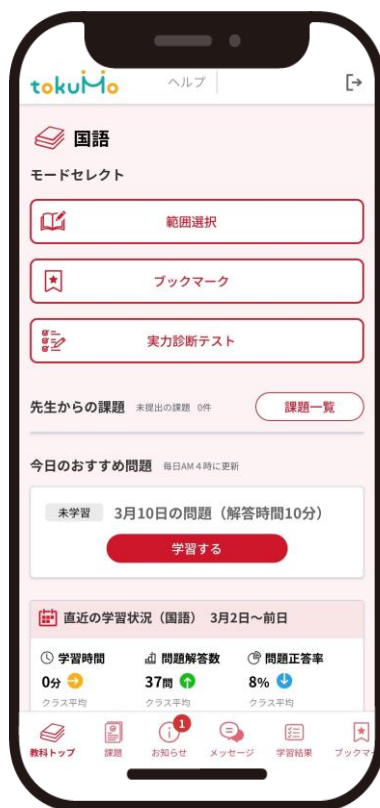 tokuMo
ヘルプ
国語
モードセレクト
範囲選択
ブックマーク
実力診断テスト
先生からの課題 未提出の課題 0件 課題一覧
今日のおすすめ問題 毎日AM4時に更新
未学習 3月10日の問題（解答時間10分）
学習する
直近の学習状況（国語） 3月2日～前日
学習時間 問題解答数 問題正答率
0分 37問 8%
クラス平均 クラス平均 クラス平均
1
教科トップ 課題 お知らせ メッセージ 学習結果 ブックマ